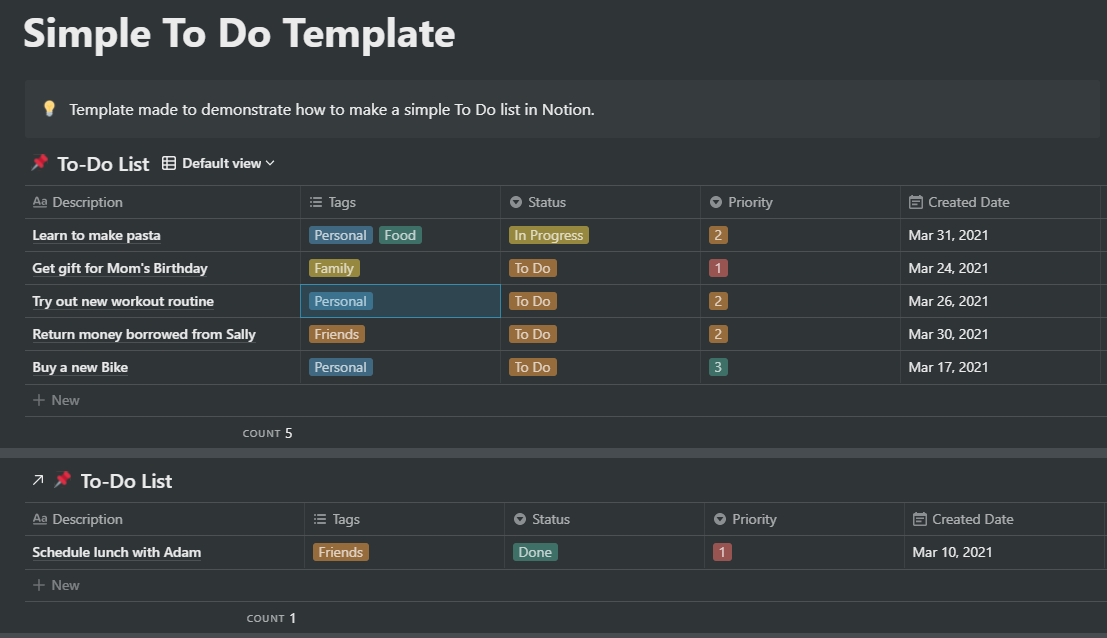 Simple To Do Template
Template made to demonstrate how to make a simple To Do list in Notion.
To-Do List Default view
Aa Description Tags Status Priority Created Date
Learn to make pasta Personal Food In Progress 2 Mar 31, 2021
Get gift for Mom's Birthday Family To Do 1 Mar 24, 2021
Try out new workout routine Personal To Do 2 Mar 26, 2021
Return money borrowed from Sally Friends To Do 2 Mar 30, 2021
Buy a new Bike Personal To Do 3 Mar 17, 2021
+ New
COUNT 5
To-Do List
Aa Description Tags Status Priority Created Date
Schedule lunch with Adam Friends Done 1 Mar 10, 2021
+ New
COUNT 1